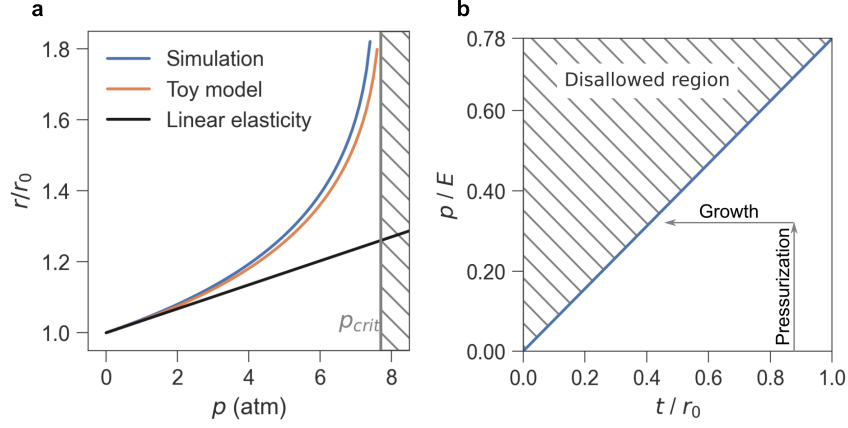 a
1.8
1.6
1.4
1.2
1.0
r/r0
Simulation
Toy model
Linear elasticity
pcrit
0
2
4
6
8
p (atm)
b
0.78
0.60
0.40
0.20
0.00
p / E
Disallowed region
Growth
Pressurization
0.0
0.2
0.4
0.6
0.8
1.0
t / r0